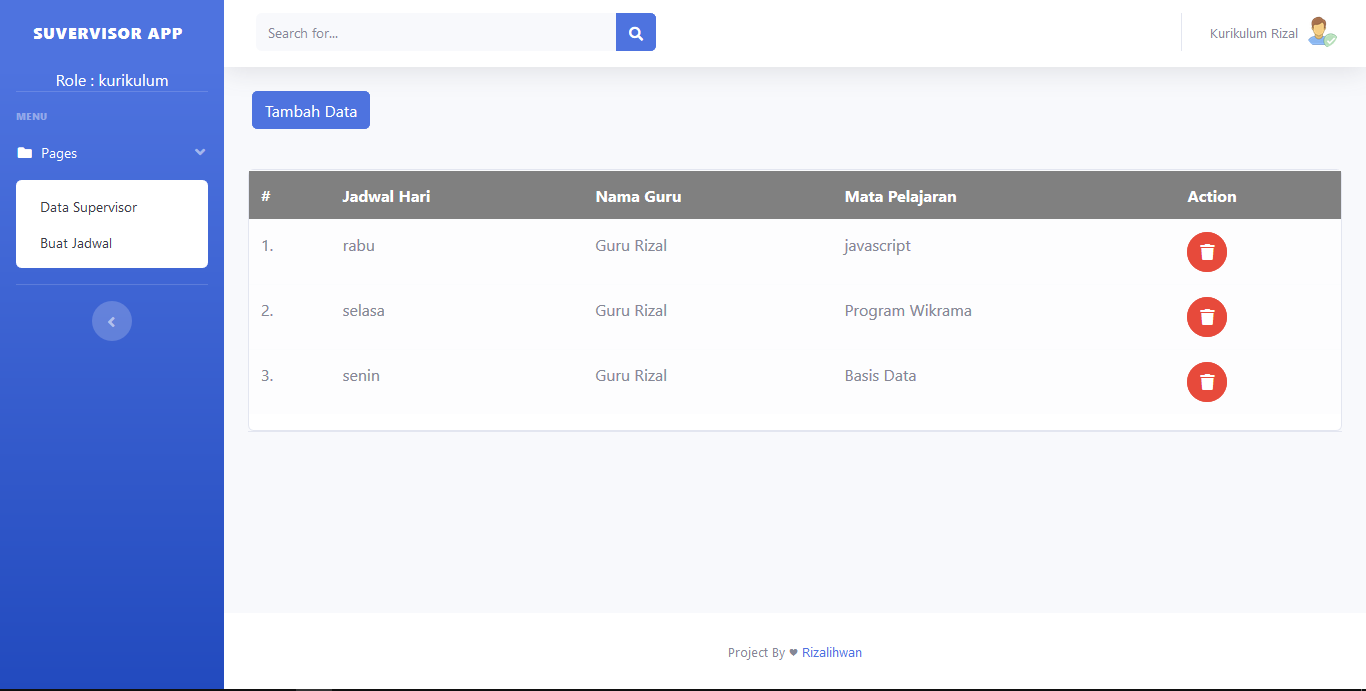 SUVERVISOR APP
Role : kurikulum
MENU
Pages
Data Supervisor
Buat Jadwal
Search for...
Kurikulum Rizal
Tambah Data
# Jadwal Hari Nama Guru Mata Pelajaran Action
1. rabu Guru Rizal javascript
2. selasa Guru Rizal Program Wikrama
3. senin Guru Rizal Basis Data
Project By ♥ Rizalihwan